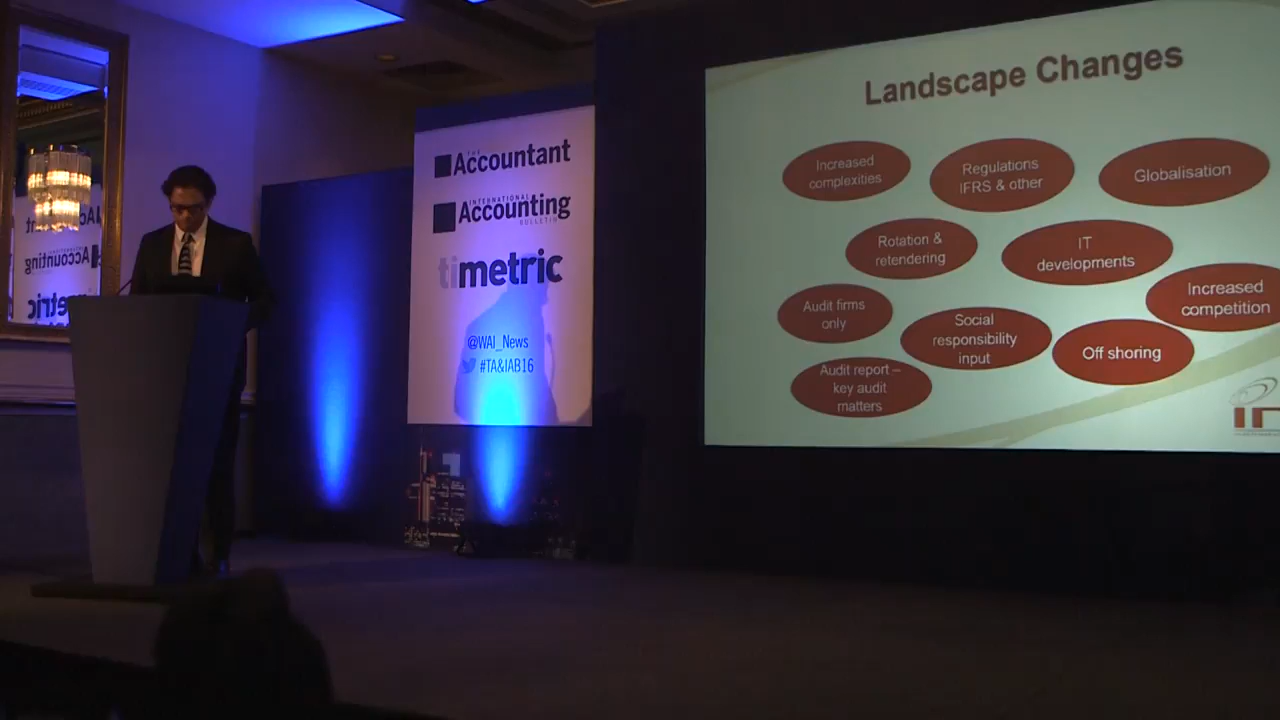 THE
Accountant
INTERNATIONAL
Accounting
BULLETIN
timetric
@WAI_News
#TA&IAB16
Landscape Changes
Increased
complexities
Regulations
IFRS & other
Globalisation
Rotation &
retendering
IT
developments
Increased
competition
Audit firms
only
Social
responsibility
input
Off shoring
Audit report –
key audit
matters